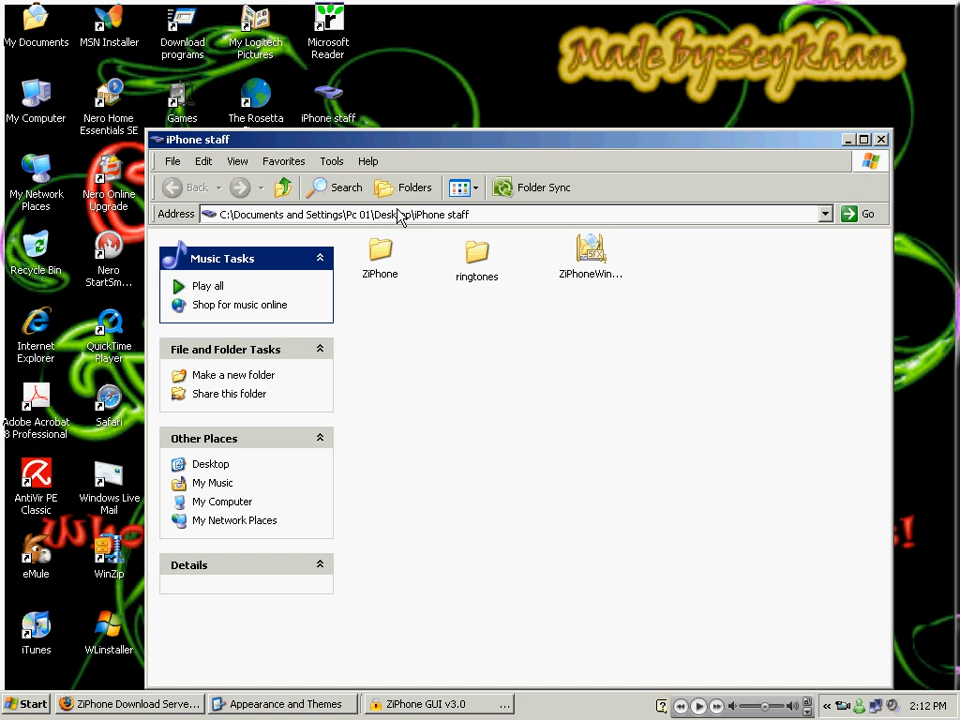 My Documents
MSN Installer
Download programs
My Logitech Pictures
Microsoft Reader
Made by:Seykhan
My Computer
Nero Home Essentials SE
Games
The Rosetta
iPhone staff
iPhone staff
File Edit View Favorites Tools Help
Back Search Folders Folder Sync
Address C:\Documents and Settings\Pc 01\Desktop\iPhone staff Go
My Network Places
Nero Online Upgrade
Music Tasks
Play all
Shop for music online
ZiPhone
ringtones
ZiPhoneWin...
SFX
Recycle Bin
Nero StartSm...
File and Folder Tasks
Make a new folder
Share this folder
Internet Explorer
QuickTime Player
Other Places
Desktop
My Music
My Computer
My Network Places
Adobe Acrobat 8 Professional
Safari
Details
AntiVir PE Classic
Windows Live Mail
eMule
WinZip
iTunes
WLinstaller
Start ZiPhone Download Serve... Appearance and Themes ZiPhone GUI v3.0 ... 2:12 PM